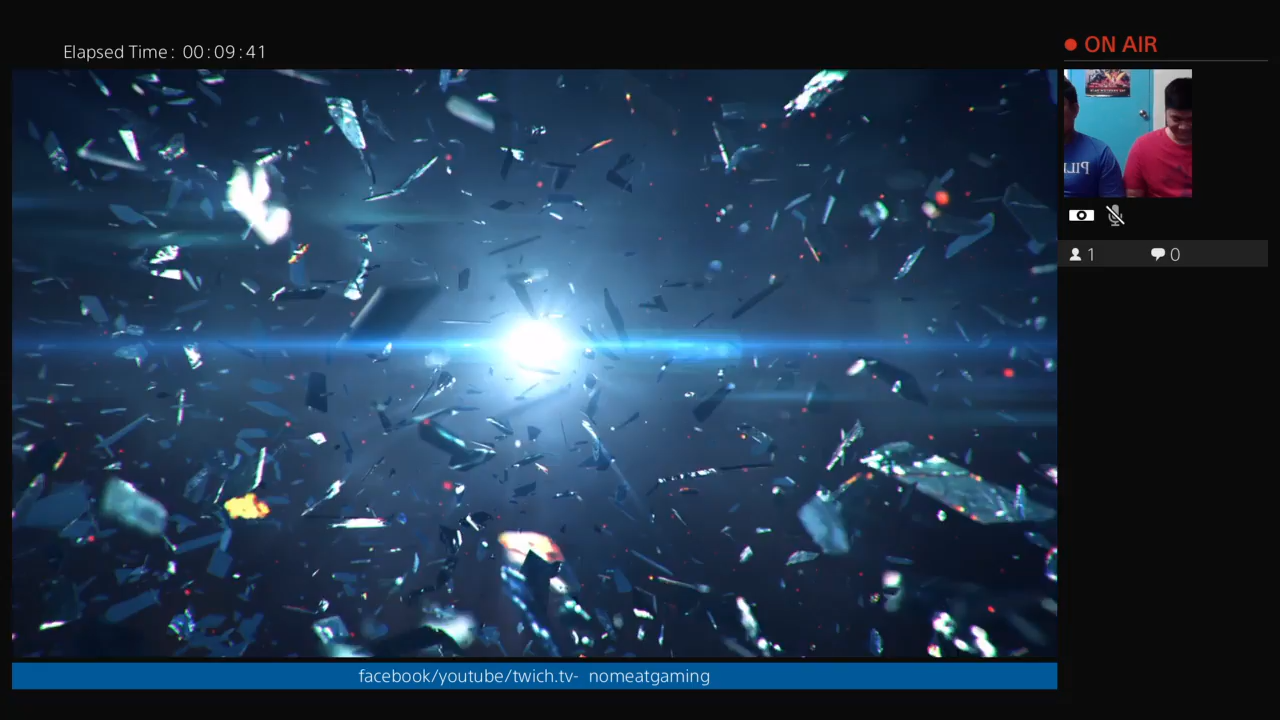 Elapsed Time: 00:09:41
ON AIR
1
0
facebook/youtube/twich.tv- nomeatgaming